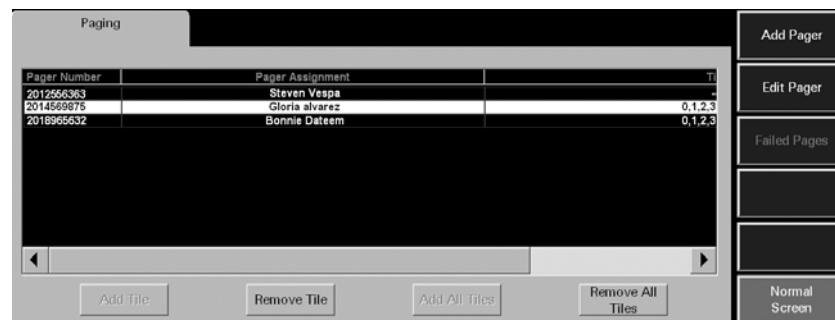 Paging
Add Pager
Pager Number Pager Assignment Ti
2012556363 Steven Vespa -
2014569875 Gloria alvarez 0,1,2,3
2018965632 Bonnie Dateem 0,1,2,3
Edit Pager
Failed Pages
Add Tile Remove Tile Add All Tiles Remove All
Tiles
Normal
Screen